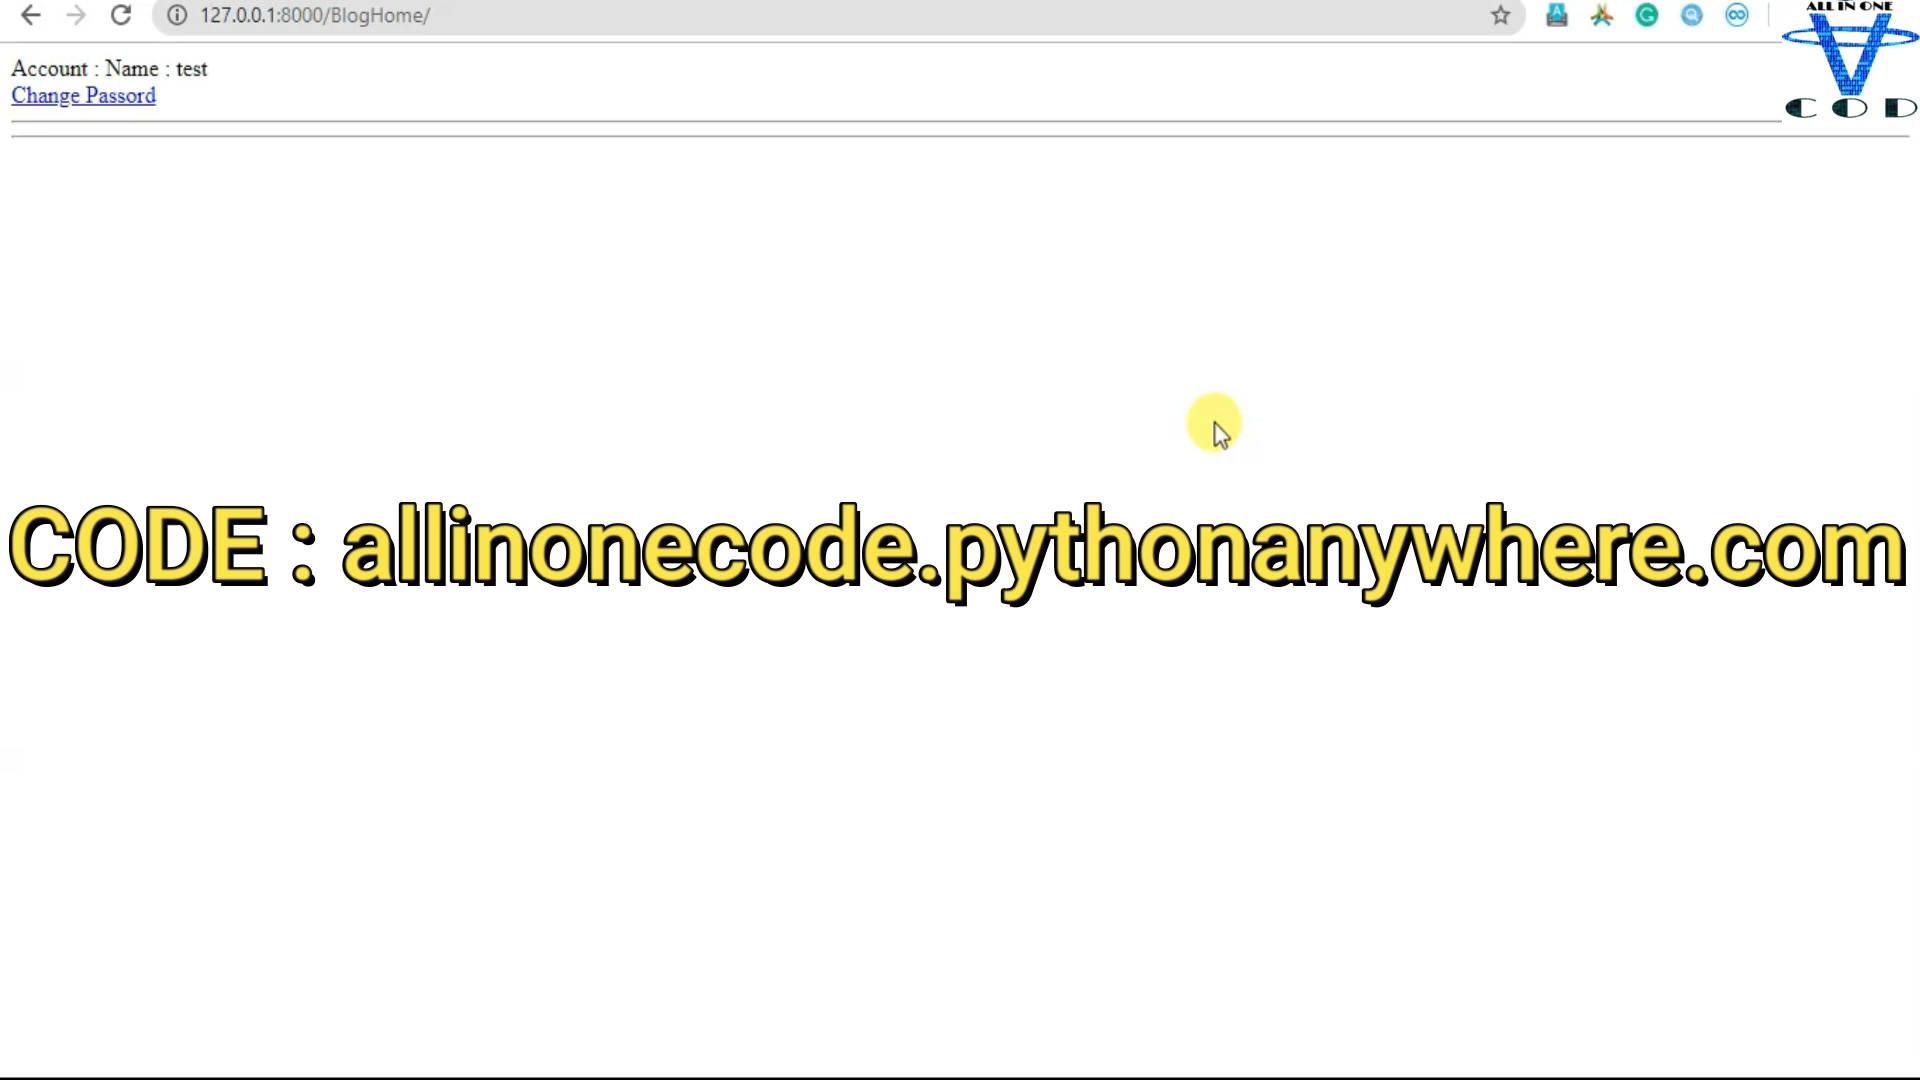 127.0.0.1:8000/BlogHome/
ALL IN ONE
C O D
Account : Name : test
Change Passord
CODE : allinonecode.pythonanywhere.com